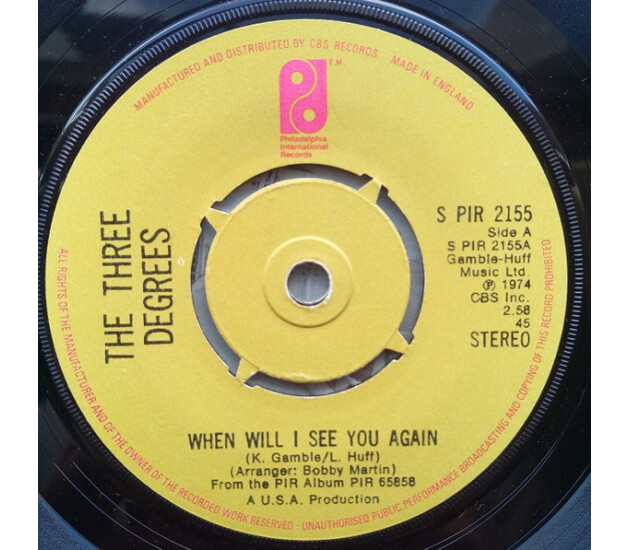 MANUFACTURED AND DISTRIBUTED BY CBS RECORDS MADE IN ENGLAND
TM
Philadelphia
International
Records
THE THREE
DEGREES
S PIR 2155
Side A
S PIR 2155A
Gamble-Huff
Music Ltd.
℗ 1974
CBS Inc.
2.58
45
STEREO
WHEN WILL I SEE YOU AGAIN
(K. Gamble/L. Huff)
(Arranger: Bobby Martin)
From the PIR Album PIR 65858
A U.S.A. Production
ALL RIGHTS OF THE MANUFACTURER AND OF THE OWNER OF THE RECORDED WORK RESERVED · UNAUTHORISED PUBLIC PERFORMANCE BROADCASTING AND COPYING OF THIS RECORD PROHIBITED